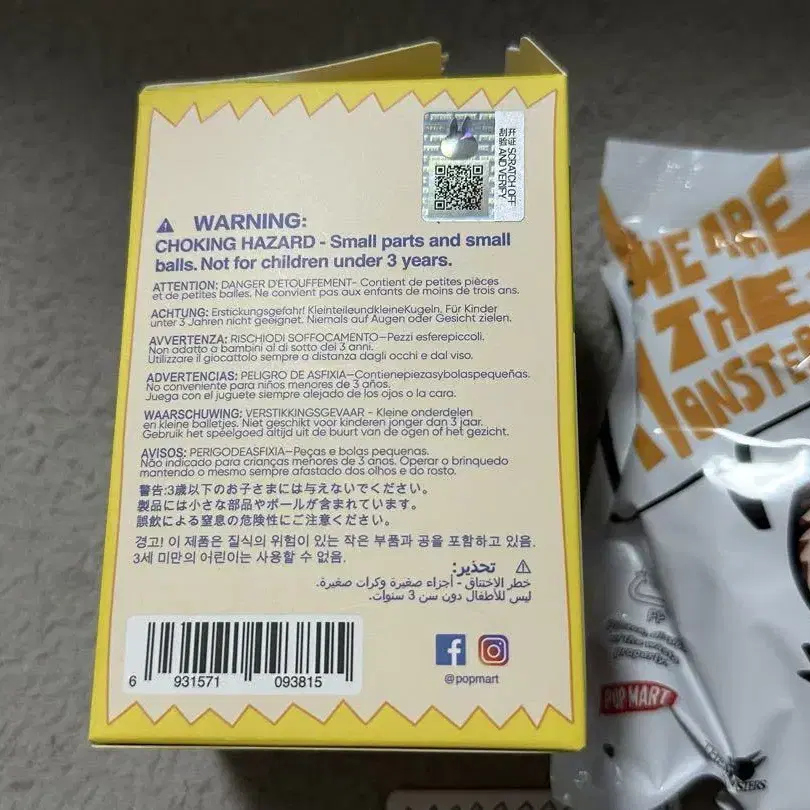 开证 SCRATCH OFF
刮验 AND VERIFY
WARNING:
CHOKING HAZARD - Small parts and small
balls. Not for children under 3 years.
ATTENTION: DANGER D'ETOUFFEMENT- Contient de petites pièces
et de petites balles. Ne convient pas aux enfants de moins de trois ans.
ACHTUNG: Erstickungsgefahr! KleinteileundkleineKugeln. Für Kinder
unter 3 Jahren nicht geeignet. Niemals auf Augen oder Gesicht zielen.
AVVERTENZA: RISCHIODI SOFFOCAMENTO-Pezzi esferepiccoli.
Non adatto a bambini al di sotto dei 3 anni.
Utilizzare il giocattolo sempre a distanza dagli occhi e dal viso.
ADVERTENCIAS: PELIGRO DE ASFIXIA-Contienepiezasybolaspequeñas.
No conveniente para niños menores de 3 años.
Juega con el juguete siempre alejado de los ojos o la cara.
WAARSCHUWING: VERSTIKKINGSGEVAAR - Kleine onderdelen
en kleine balletjes. Niet geschikt voor kinderen jonger dan 3 jaar.
Gebruik het speelgoed altijd uit de buurt van de ogen of het gezicht.
AVISOS: PERIGODEASFIXIA-Peças e bolas pequenas.
Não indicado para crianças menores de 3 anos. Operar o brinquedo
mantendo o mesmo sempre afastado dos olhos e do rosto.
警告:3歳以下のお子さまには与えないでください。
製品には小さな部品やボールが含まれています。
誤飲による窒息の危険性にご注意ください。
경고! 이 제품은 질식의 위험이 있는 작은 부품과 공을 포함하고 있음.
3세 미만의 어린이는 사용할 수 없음.
تحذير:
خطر الاختناق - أجزاء صغيرة وكرات صغيرة.
ليس للأطفال دون سن 3 سنوات.
6 931571 093815
@popmart
WE ARE
THE
MONSTERS
PP
of the waste
properly.
POP MART